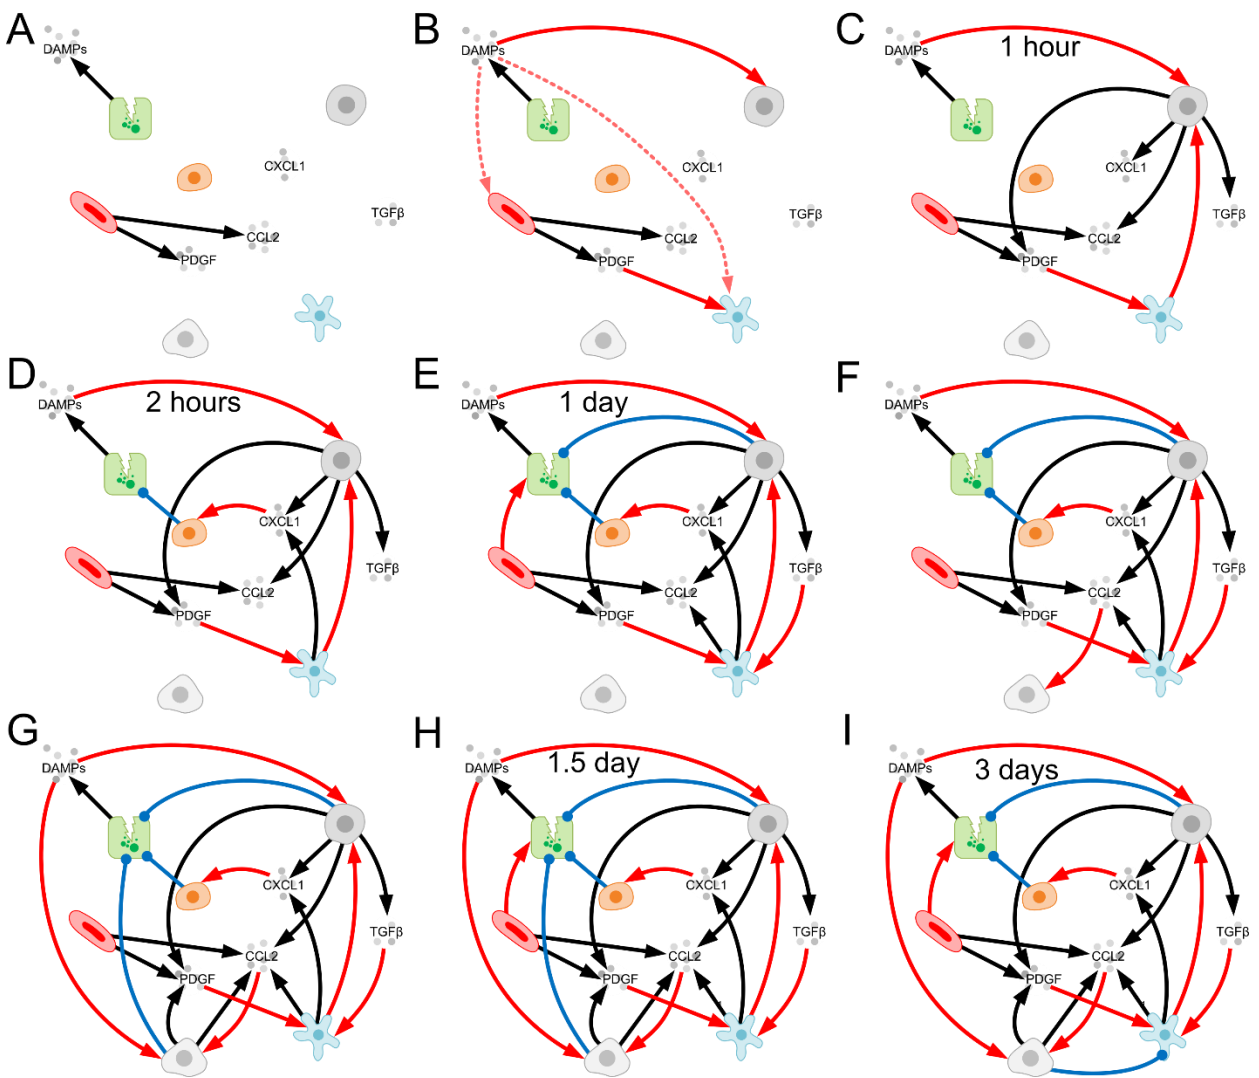 A
DAMPs
CXCL1
TGFβ
CCL2
PDGF
B
DAMPs
CXCL1
TGFβ
CCL2
PDGF
C
1 hour
DAMPs
CXCL1
TGFβ
CCL2
PDGF
D
2 hours
DAMPs
CXCL1
TGFβ
CCL2
PDGF
E
1 day
DAMPs
CXCL1
TGFβ
CCL2
PDGF
F
DAMPs
CXCL1
TGFβ
CCL2
PDGF
G
DAMPs
CXCL1
TGFβ
CCL2
PDGF
H
1.5 day
DAMPs
CXCL1
TGFβ
CCL2
PDGF
I
3 days
DAMPs
CXCL1
TGFβ
CCL2
PDGF